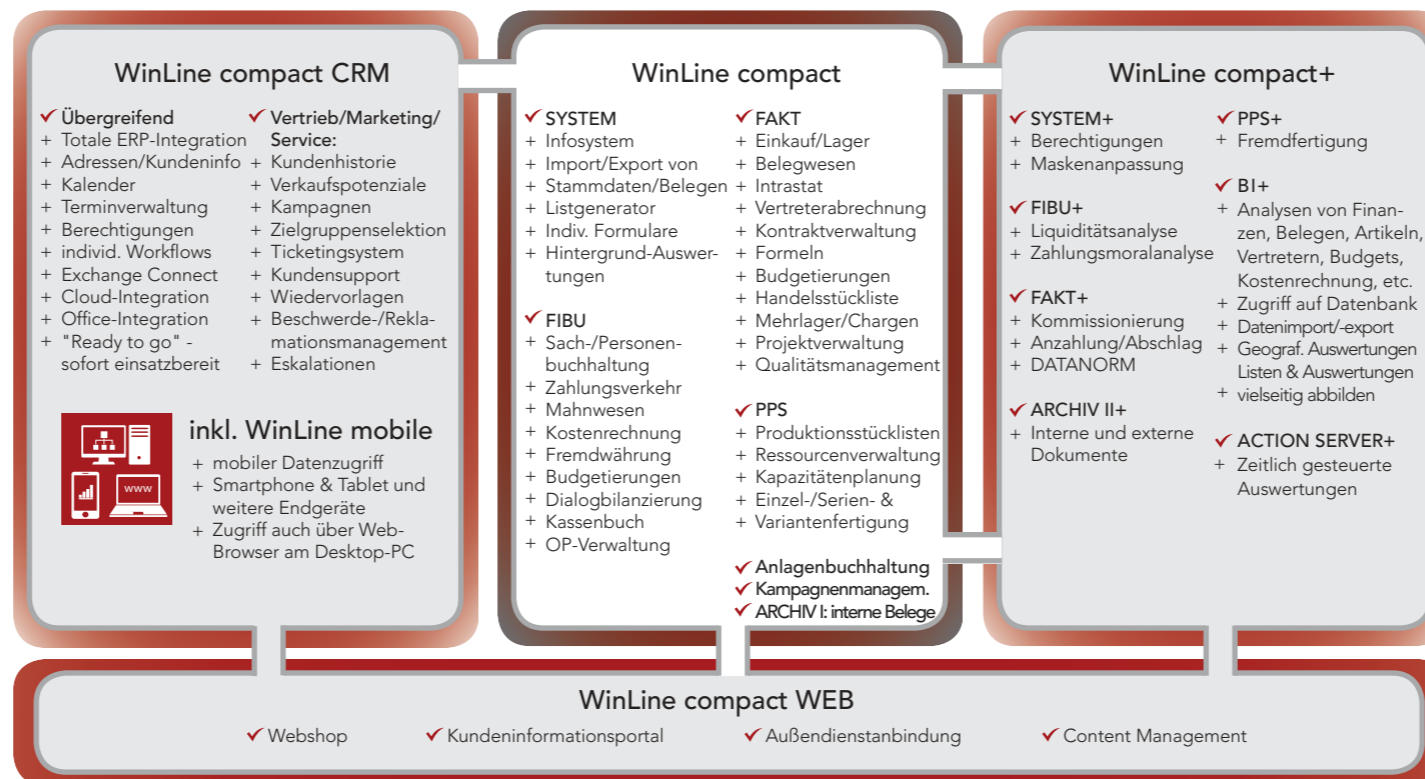 WinLine compact CRM
✓ Übergreifend
+ Totale ERP-Integration
+ Adressen/Kundeninfo
+ Kalender
+ Terminverwaltung
+ Berechtigungen
+ individ. Workflows
+ Exchange Connect
+ Cloud-Integration
+ Office-Integration
+ "Ready to go" -
sofort einsatzbereit
✓ Vertrieb/Marketing/
Service:
+ Kundenhistorie
+ Verkaufspotenziale
+ Kampagnen
+ Zielgruppenselektion
+ Ticketingsystem
+ Kundensupport
+ Wiedervorlagen
+ Beschwerde-/Rekla-
mationsmanagement
+ Eskalationen
www
inkl. WinLine mobile
+ mobiler Datenzugriff
+ Smartphone & Tablet und
weitere Endgeräte
+ Zugriff auch über Web-
Browser am Desktop-PC
WinLine compact
✓ SYSTEM
+ Infosystem
+ Import/Export von
+ Stammdaten/Belegen
+ Listgenerator
+ Indiv. Formulare
+ Hintergrund-Auswer-
tungen
✓ FIBU
+ Sach-/Personen-
buchhaltung
+ Zahlungsverkehr
+ Mahnwesen
+ Kostenrechnung
+ Fremdwährung
+ Budgetierungen
+ Dialogbilanzierung
+ Kassenbuch
+ OP-Verwaltung
✓ FAKT
+ Einkauf/Lager
+ Belegwesen
+ Intrastat
+ Vertreterabrechnung
+ Kontraktverwaltung
+ Formeln
+ Budgetierungen
+ Handelsstückliste
+ Mehrlager/Chargen
+ Projektverwaltung
+ Qualitätsmanagement
✓ PPS
+ Produktionsstücklisten
+ Ressourcenverwaltung
+ Kapazitätenplanung
+ Einzel-/Serien- &
+ Variantenfertigung
✓ Anlagenbuchhaltung
✓ Kampagnenmanagem.
✓ ARCHIV I: interne Belege
WinLine compact+
✓ SYSTEM+
+ Berechtigungen
+ Maskenanpassung
✓ FIBU+
+ Liquiditätsanalyse
+ Zahlungsmoralanalyse
✓ FAKT+
+ Kommissionierung
+ Anzahlung/Abschlag
+ DATANORM
✓ ARCHIV II+
+ Interne und externe
Dokumente
✓ PPS+
+ Fremdfertigung
✓ BI+
+ Analysen von Finan-
zen, Belegen, Artikeln,
Vertretern, Budgets,
Kostenrechnung, etc.
+ Zugriff auf Datenbank
+ Datenimport/-export
+ Geograf. Auswertungen
Listen & Auswertungen
+ vielseitig abbilden
✓ ACTION SERVER+
+ Zeitlich gesteuerte
Auswertungen
WinLine compact WEB
✓ Webshop ✓ Kundeninformationsportal ✓ Außendienstanbindung ✓ Content Management